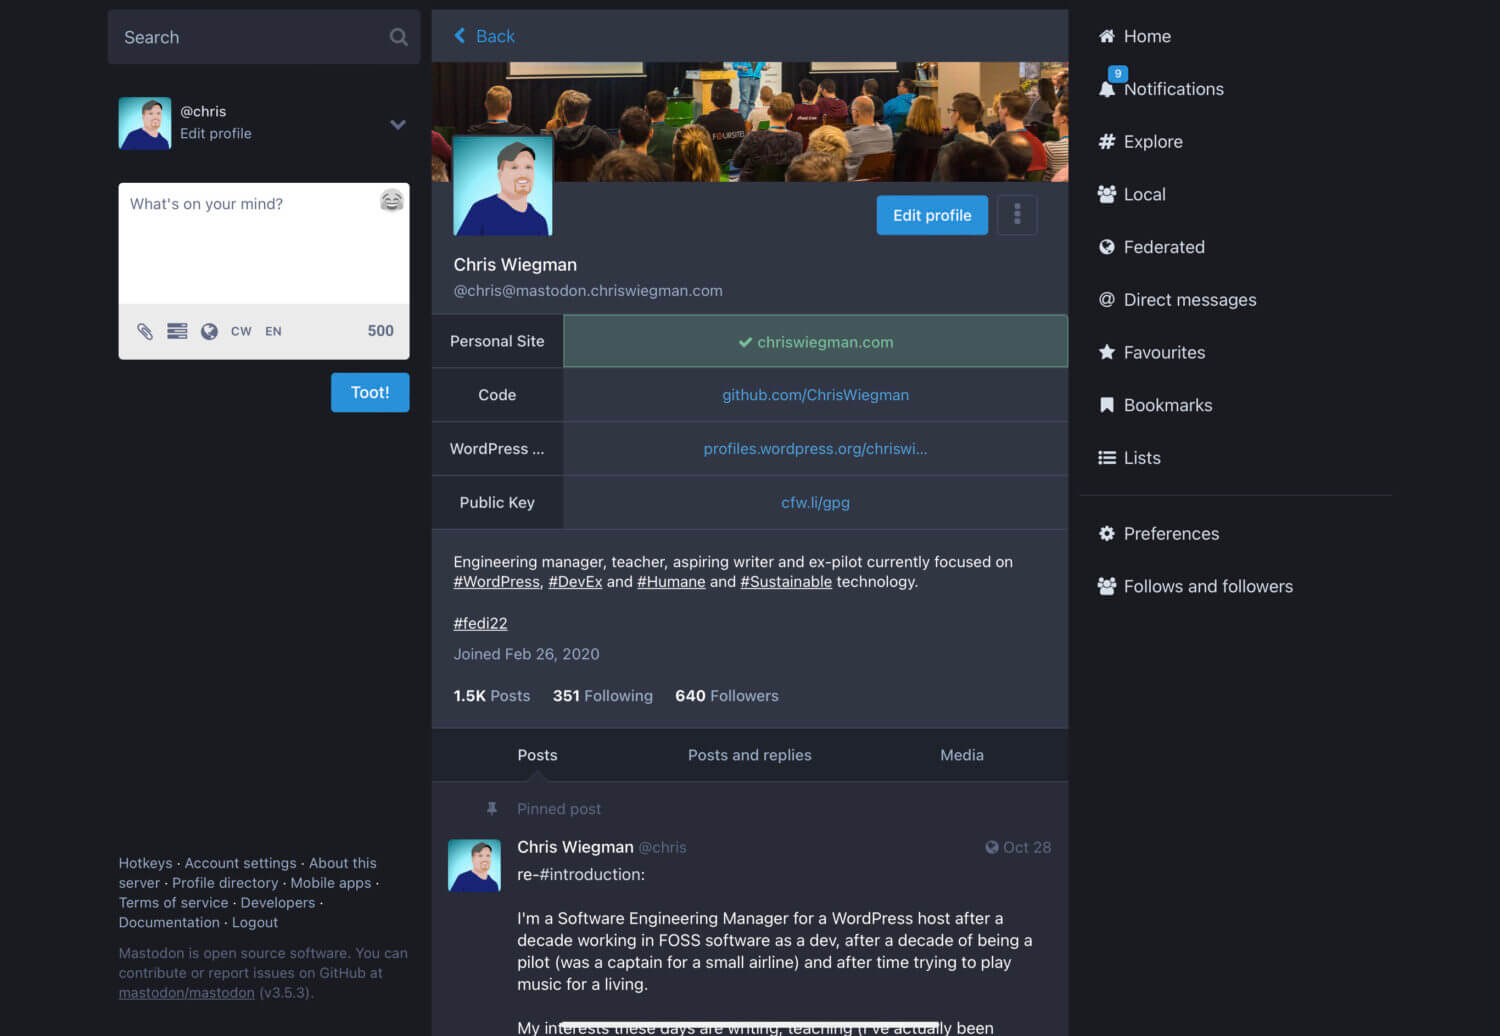 Search
@chris
Edit profile
What's on your mind?
CW EN 500
Toot!
Hotkeys · Account settings · About this
server · Profile directory · Mobile apps ·
Terms of service · Developers ·
Documentation · Logout
Mastodon is open source software. You can
contribute or report issues on GitHub at
mastodon/mastodon (v3.5.3).
Back
FOURSITE
Edit profile
Chris Wiegman
@chris@mastodon.chriswiegman.com
Personal Site chriswiegman.com
Code github.com/ChrisWiegman
WordPress ... profiles.wordpress.org/chriswi...
Public Key cfw.li/gpg
Engineering manager, teacher, aspiring writer and ex-pilot currently focused on
#WordPress, #DevEx and #Humane and #Sustainable technology.
#fedi22
Joined Feb 26, 2020
1.5K Posts 351 Following 640 Followers
Posts Posts and replies Media
Pinned post
Chris Wiegman @chris Oct 28
re-#introduction:
I'm a Software Engineering Manager for a WordPress host after a
decade working in FOSS software as a dev, after a decade of being a
pilot (was a captain for a small airline) and after time trying to play
music for a living.
My interests these days are writing, teaching (I've actually been
Home
9
Notifications
# Explore
Local
Federated
@ Direct messages
Favourites
Bookmarks
Lists
Preferences
Follows and followers